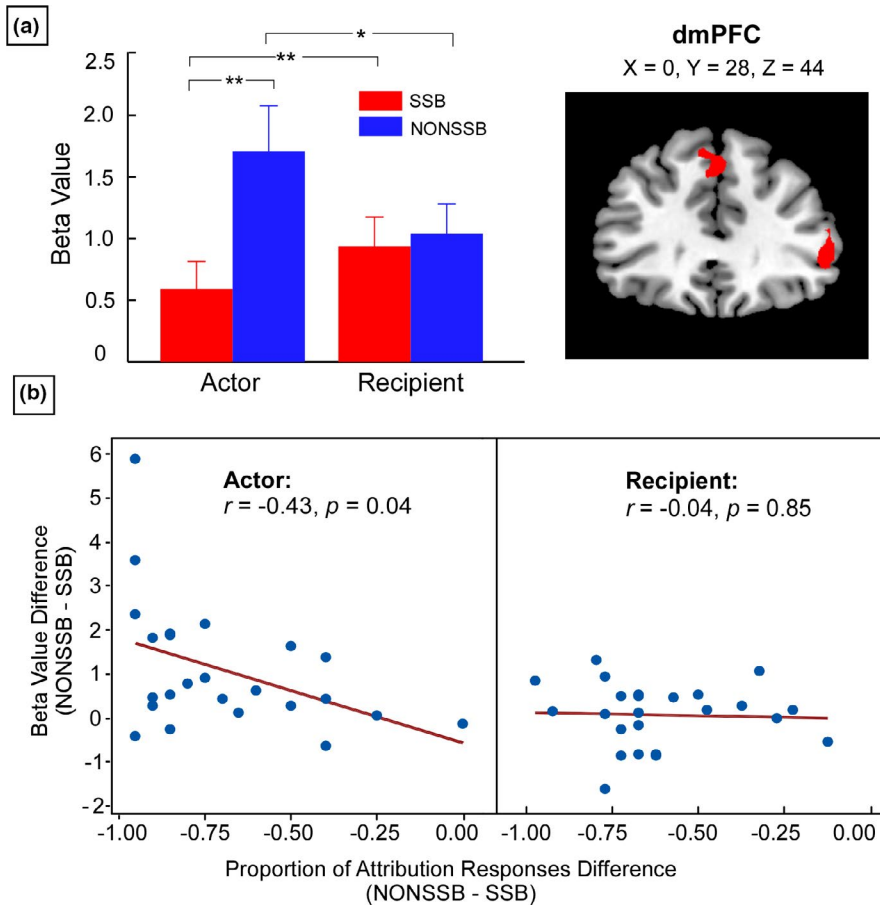 (a)
dmPFC
X = 0, Y = 28, Z = 44
*
**
**
SSB
NONSSB
Beta Value
2.5
2.0
1.5
1.0
0.5
0
Actor
Recipient
(b)
Beta Value Difference
(NONSSB - SSB)
6
5
4
3
2
1
0
-1
-2
Actor:
r = -0.43, p = 0.04
Recipient:
r = -0.04, p = 0.85
-1.00 -0.75 -0.50 -0.25 0.00
-1.00 -0.75 -0.50 -0.25 0.00
Proportion of Attribution Responses Difference
(NONSSB - SSB)